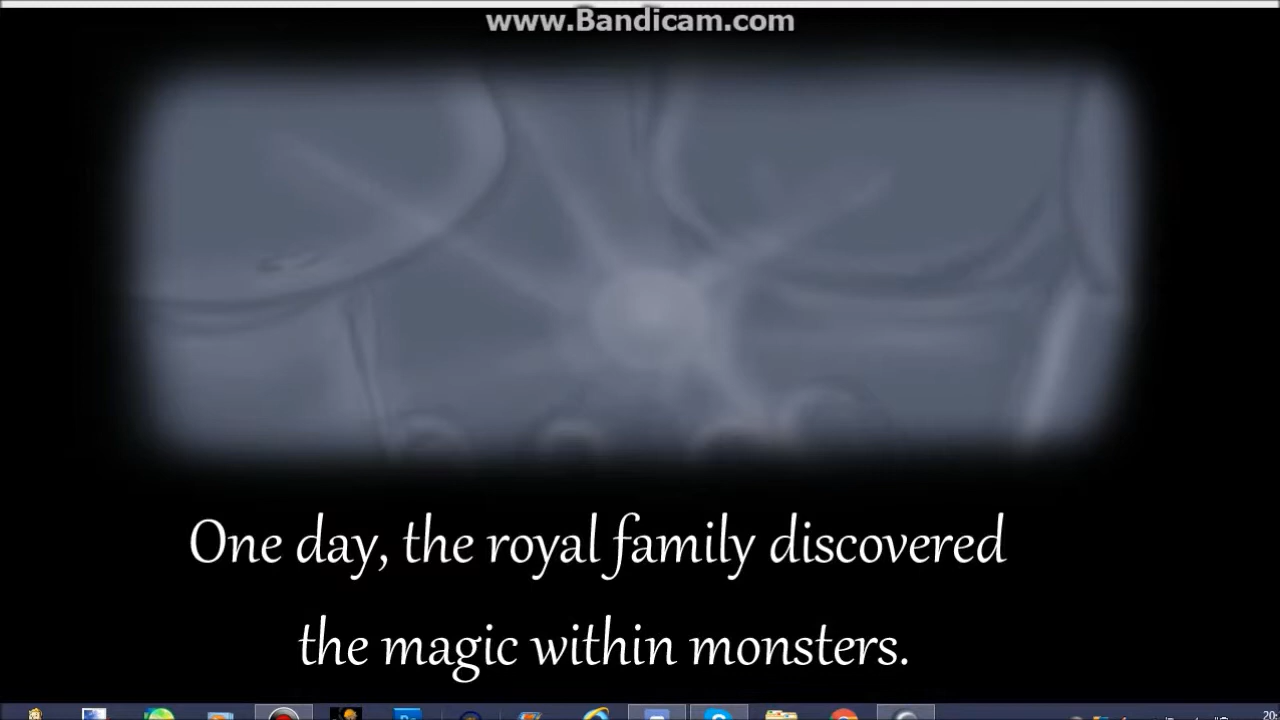 www.Bandicam.com
One day, the royal family discovered
the magic within monsters.